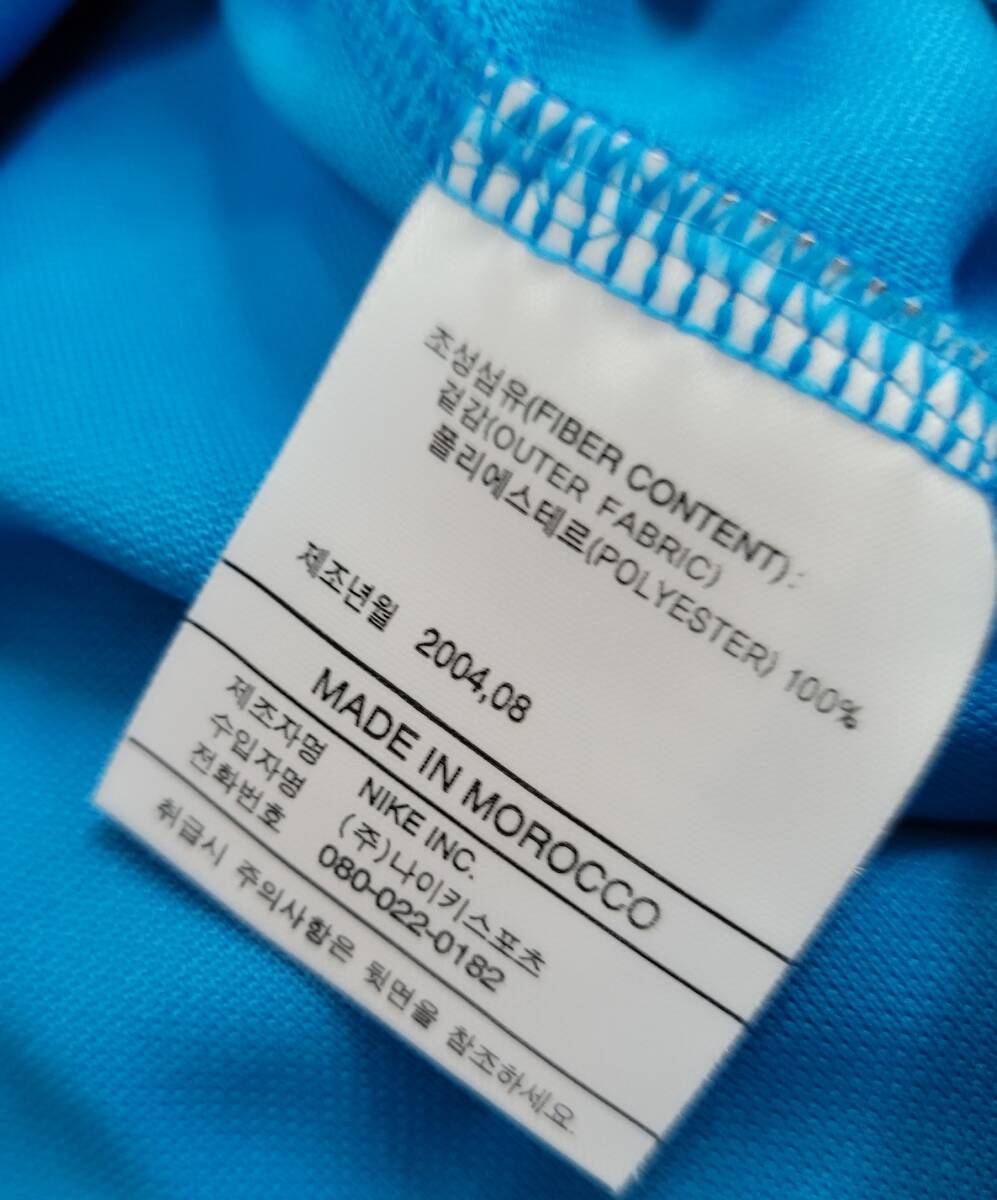 조성섬유(FIBER CONTENT):
겉감(OUTER FABRIC)
폴리에스테르(POLYESTER) 100%
제조년월 2004,08
MADE IN MOROCCO
제조자명 NIKE INC.
수입자명 (주)나이키스포츠
전화번호 080-022-0182
취급시 주의사항은 뒷면을 참조하세요.